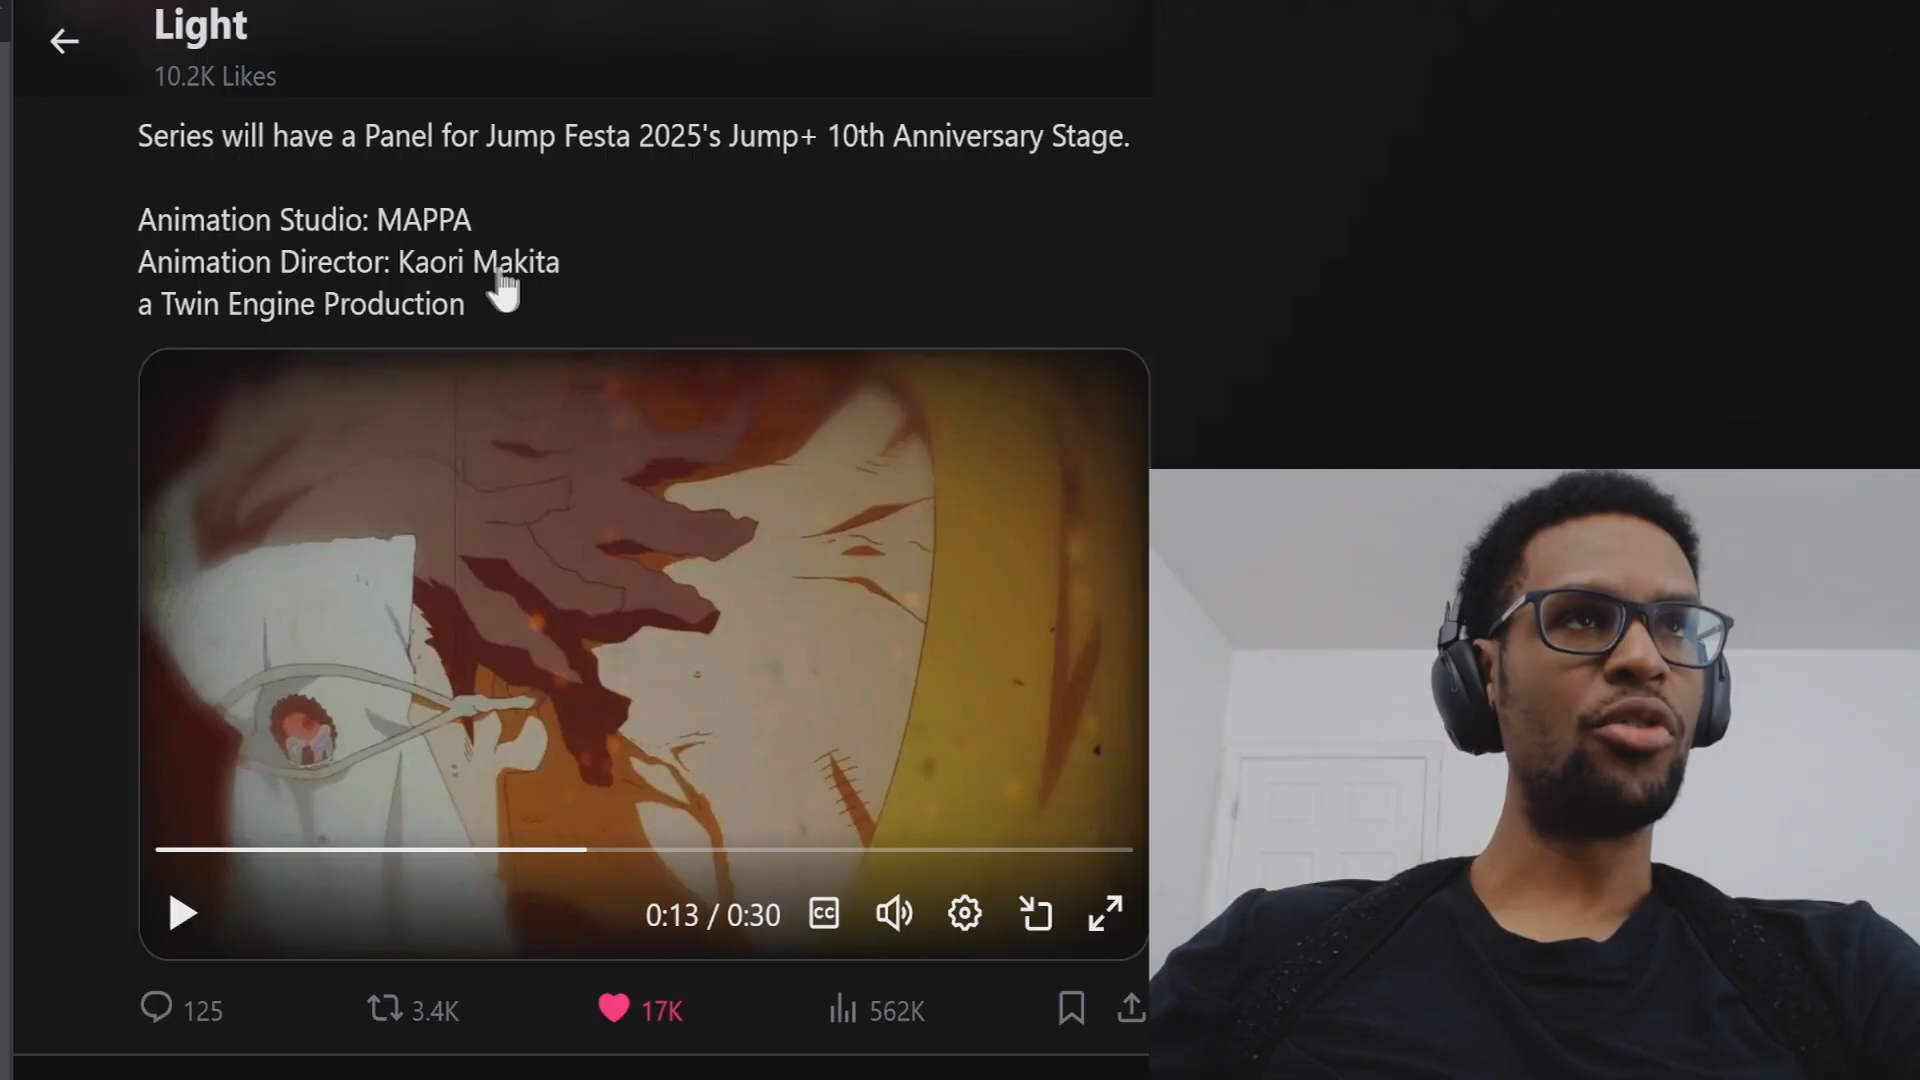 Light
10.2K Likes
Series will have a Panel for Jump Festa 2025's Jump+ 10th Anniversary Stage.
Animation Studio: MAPPA
Animation Director: Kaori Makita
a Twin Engine Production
0:13 / 0:30
CC
125
3.4K
17K
562K